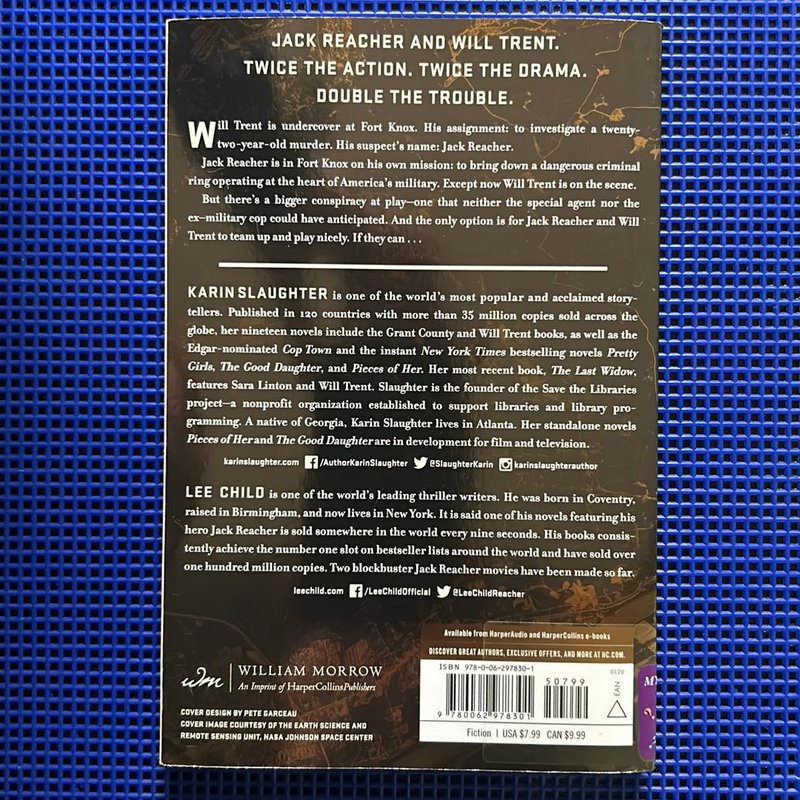 JACK REACHER AND WILL TRENT.
TWICE THE ACTION. TWICE THE DRAMA.
DOUBLE THE TROUBLE.
Will Trent is undercover at Fort Knox. His assignment: to investigate a twenty-
two-year-old murder. His suspect's name: Jack Reacher.
Jack Reacher is in Fort Knox on his own mission: to bring down a dangerous criminal
ring operating at the heart of America's military. Except now Will Trent is on the scene.
But there's a bigger conspiracy at play—one that neither the special agent nor the
ex–military cop could have anticipated. And the only option is for Jack Reacher and Will
Trent to team up and play nicely. If they can . . .
KARIN SLAUGHTER is one of the world's most popular and acclaimed story-
tellers. Published in 120 countries with more than 35 million copies sold across the
globe, her nineteen novels include the Grant County and Will Trent books, as well as the
Edgar-nominated Cop Town and the instant New York Times bestselling novels Pretty
Girls, The Good Daughter, and Pieces of Her. Her most recent book, The Last Widow,
features Sara Linton and Will Trent. Slaughter is the founder of the Save the Libraries
project—a nonprofit organization established to support libraries and library pro-
gramming. A native of Georgia, Karin Slaughter lives in Atlanta. Her standalone novels
Pieces of Her and The Good Daughter are in development for film and television.
karinslaughter.com /AuthorKarinSlaughter @SlaughterKarin karinslaughterauthor
LEE CHILD is one of the world's leading thriller writers. He was born in Coventry,
raised in Birmingham, and now lives in New York. It is said one of his novels featuring his
hero Jack Reacher is sold somewhere in the world every nine seconds. His books consis-
tently achieve the number one slot on bestseller lists around the world and have sold over
one hundred million copies. Two blockbuster Jack Reacher movies have been made so far.
leechild.com /LeeChildOfficial @LeeChildReacher
Available from HarperAudio and HarperCollins e-books
DISCOVER GREAT AUTHORS, EXCLUSIVE OFFERS, AND MORE AT HC.COM.
wm WILLIAM MORROW
An Imprint of HarperCollinsPublishers
COVER DESIGN BY PETE GARCEAU
COVER IMAGE COURTESY OF THE EARTH SCIENCE AND
REMOTE SENSING UNIT, NASA JOHNSON SPACE CENTER
ISBN 978-0-06-297830-1
50799
0120
EAN
9 780062 978301
Fiction | USA $7.99 CAN $9.99
MY